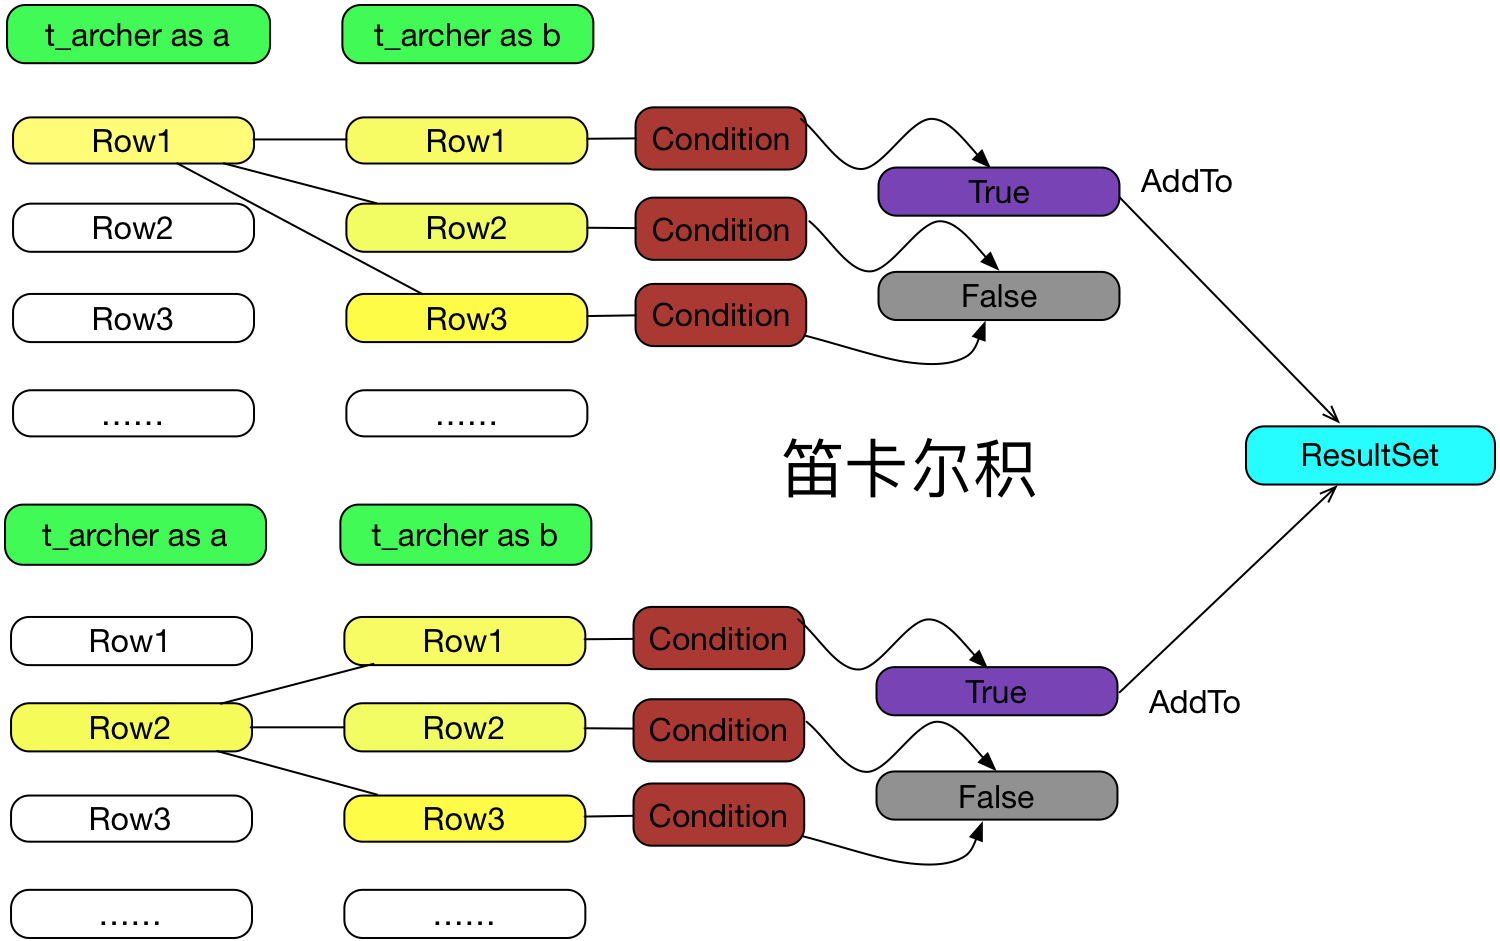 t_archer as a
t_archer as b
Row1
Row1
Condition
True
AddTo
Row2
Row2
Condition
False
Row3
Row3
Condition
……
……
笛卡尔积
ResultSet
t_archer as a
t_archer as b
Row1
Row1
Condition
True
AddTo
Row2
Row2
Condition
False
Row3
Row3
Condition
……
……